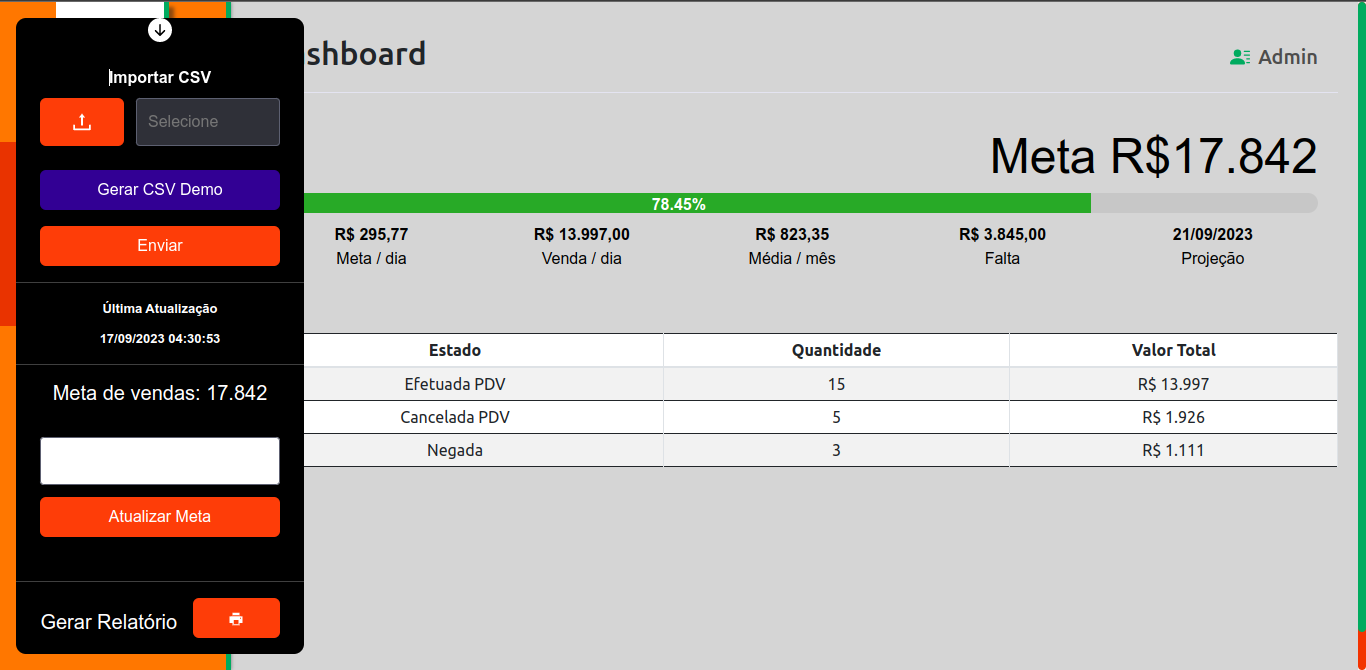 Importar CSV
Selecione
Gerar CSV Demo
Enviar
Última Atualização
17/09/2023 04:30:53
Meta de vendas: 17.842
Atualizar Meta
Gerar Relatório
shboard
Admin
Meta R$17.842
78.45%
R$ 295,77 R$ 13.997,00 R$ 823,35 R$ 3.845,00 21/09/2023
Meta / dia Venda / dia Média / mês Falta Projeção
Estado Quantidade Valor Total
Efetuada PDV 15 R$ 13.997
Cancelada PDV 5 R$ 1.926
Negada 3 R$ 1.111